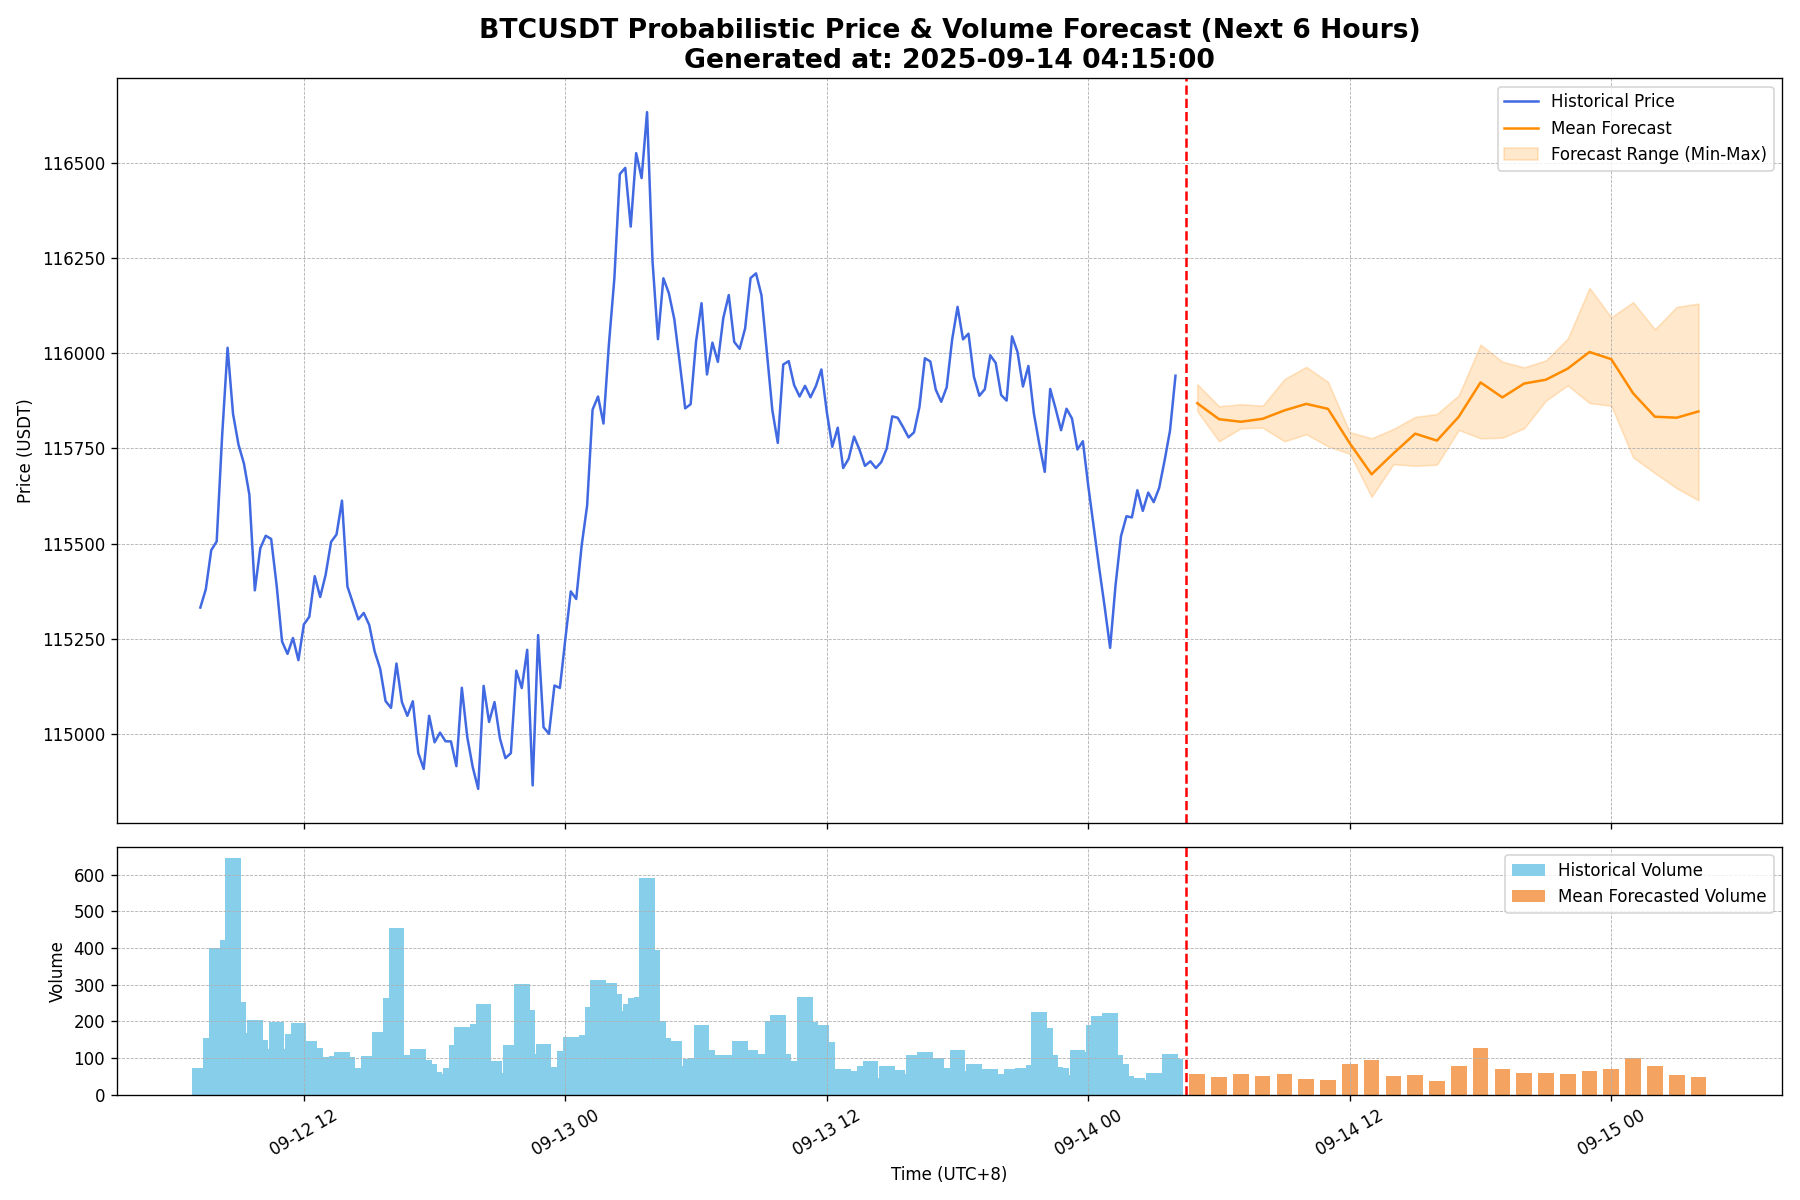 BTCUSDT Probabilistic Price & Volume Forecast (Next 6 Hours)
Generated at: 2025-09-14 04:15:00
Historical Price
Mean Forecast
Forecast Range (Min-Max)
Price (USDT)
116500
116250
116000
115750
115500
115250
115000
Historical Volume
Mean Forecasted Volume
Volume
600
500
400
300
200
100
0
09-12 12
09-13 00
09-13 12
09-14 00
09-14 12
09-15 00
Time (UTC+8)